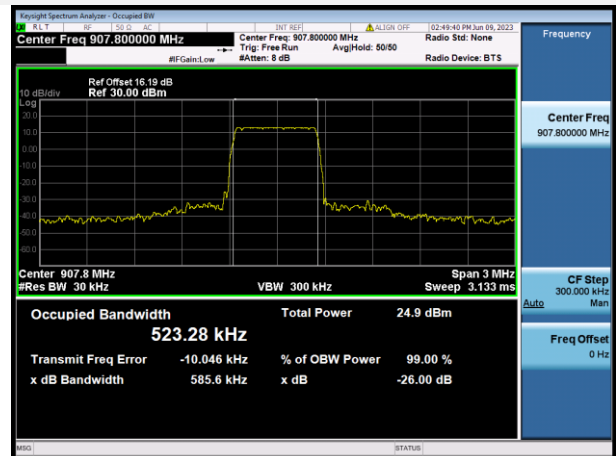 Keysight Spectrum Analyzer - Occupied BW
RLT RF 50 Ω AC INT REF ALIGN OFF 02:49:40 PM Jun 09, 2023
Center Freq 907.800000 MHz Center Freq: 907.800000 MHz Radio Std: None Frequency
Trig: Free Run Avg|Hold: 50/50
#IFGain:Low #Atten: 8 dB Radio Device: BTS
Ref Offset 16.19 dB
10 dB/div Ref 30.00 dBm
Log
20.0
10.0
0.00
-10.0
-20.0
-30.0
-40.0
-50.0
-60.0
Center Freq
907.800000 MHz
Center 907.8 MHz Span 3 MHz
#Res BW 30 kHz VBW 300 kHz Sweep 3.133 ms
CF Step
300.000 kHz
Auto Man
Occupied Bandwidth Total Power 24.9 dBm
523.28 kHz
Freq Offset
0 Hz
Transmit Freq Error -10.046 kHz % of OBW Power 99.00 %
x dB Bandwidth 585.6 kHz x dB -26.00 dB
MSG STATUS